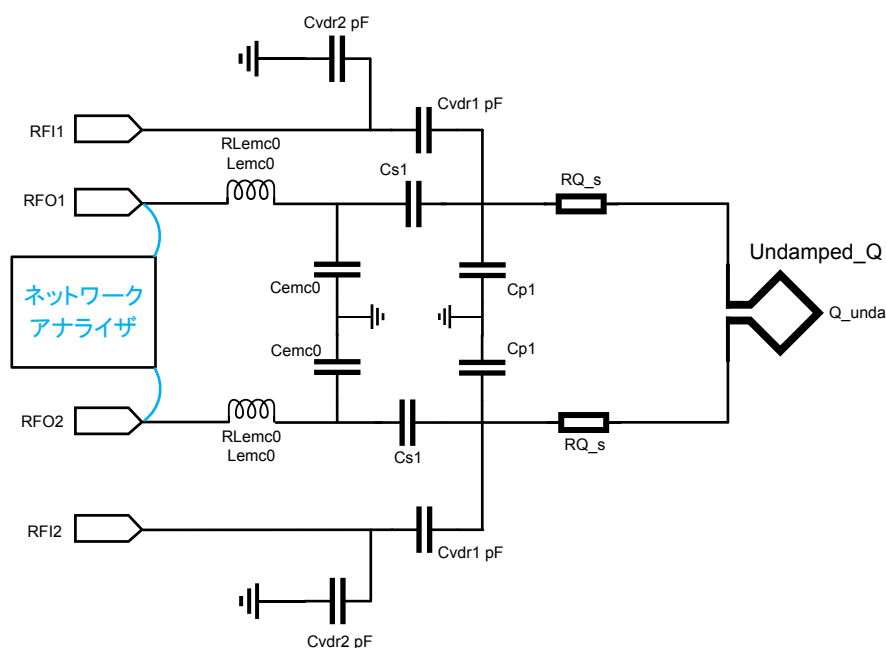 Cvdr2 pF
Cvdr1 pF
RFI1
RLemc0
Lemc0
Cs1
RQ_s
RFO1
Undamped_Q
Cemc0
Cp1
ネットワーク
アナライザ
Q_unda
Cemc0
Cp1
RFO2
RLemc0
Lemc0
Cs1
RQ_s
RFI2
Cvdr1 pF
Cvdr2 pF